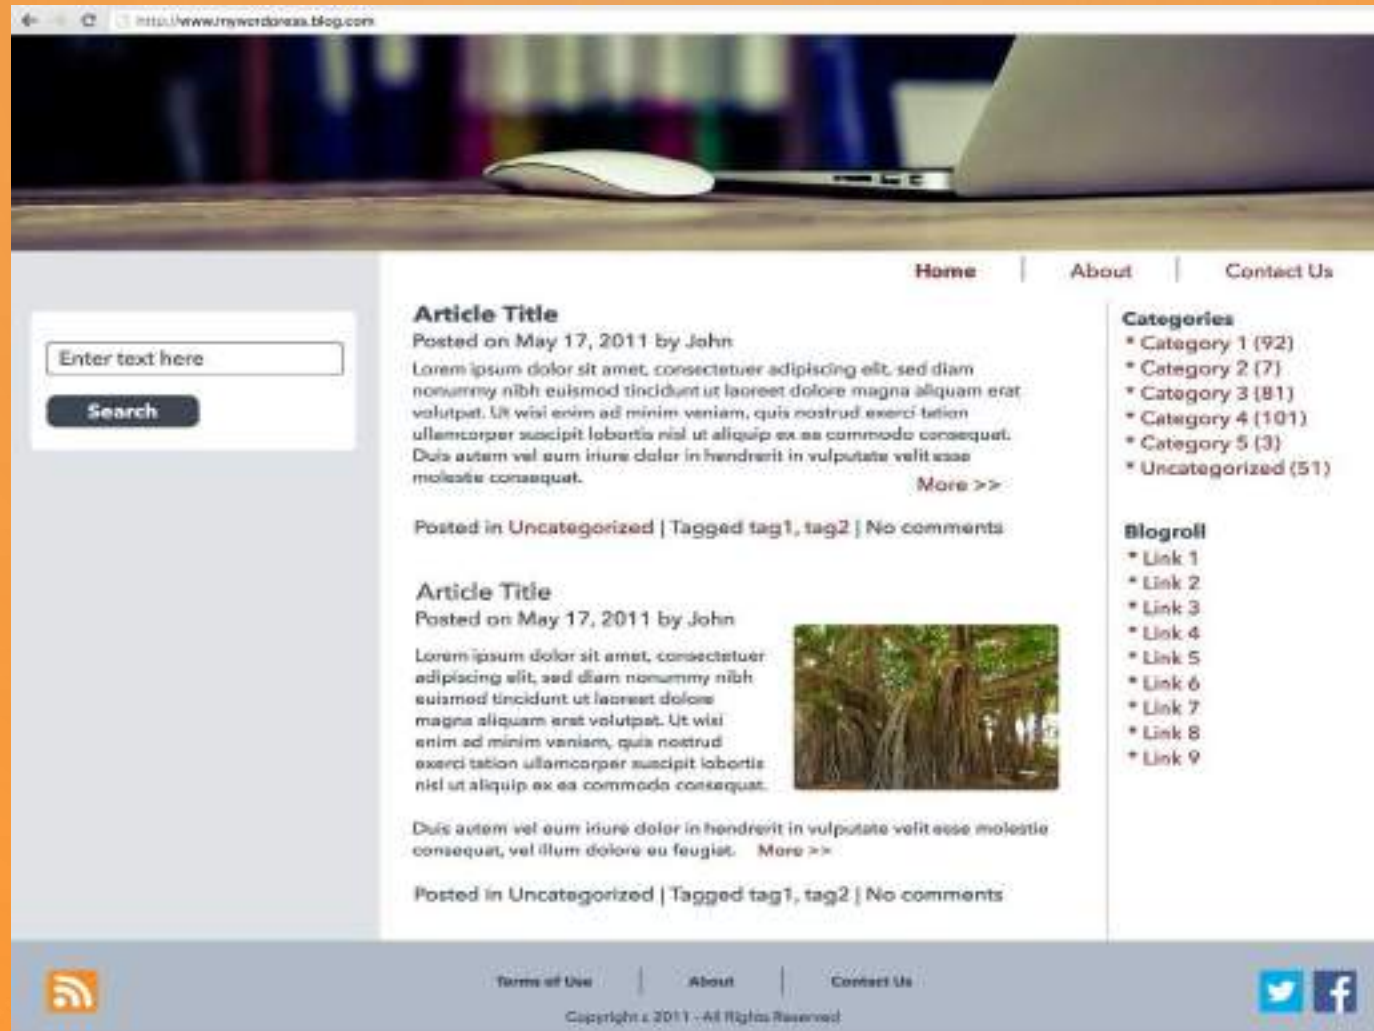 http://www.mywordpress.blog.com
Home | About | Contact Us
Enter text here
Search
Article Title
Posted on May 17, 2011 by John
Lorem ipsum dolor sit amet, consectetuer adipiscing elit, sed diam
nonummy nibh euismod tincidunt ut laoreet dolore magna aliquam erat
volutpat. Ut wisi enim ad minim veniam, quis nostrud exerci tation
ullamcorper suscipit lobortis nisl ut aliquip ex ea commodo consequat.
Duis autem vel eum iriure dolor in hendrerit in vulputate velit esse
molestie consequat.
More >>
Posted in Uncategorized | Tagged tag1, tag2 | No comments
Article Title
Posted on May 17, 2011 by John
Lorem ipsum dolor sit amet, consectetuer
adipiscing elit, sed diam nonummy nibh
euismod tincidunt ut laoreet dolore
magna aliquam erat volutpat. Ut wisi
enim ad minim veniam, quis nostrud
exerci tation ullamcorper suscipit lobortis
nisl ut aliquip ex ea commodo consequat.
Duis autem vel eum iriure dolor in hendrerit in vulputate velit esse molestie
consequat, vel illum dolore eu feugiat. More >>
Posted in Uncategorized | Tagged tag1, tag2 | No comments
Categories
* Category 1 (92)
* Category 2 (7)
* Category 3 (81)
* Category 4 (101)
* Category 5 (3)
* Uncategorized (51)
Blogroll
* Link 1
* Link 2
* Link 3
* Link 4
* Link 5
* Link 6
* Link 7
* Link 8
* Link 9
Terms of Use | About | Contact Us
Copyright c 2011 - All Rights Reserved